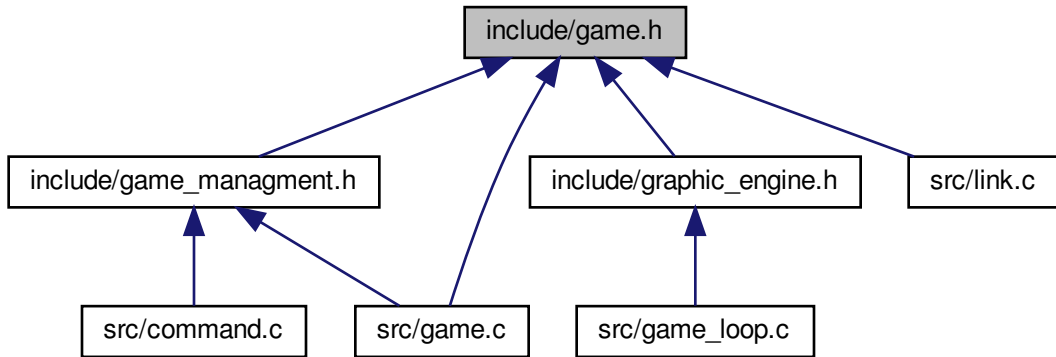 include/game.h
include/game_managment.h
include/graphic_engine.h
src/link.c
src/command.c
src/game.c
src/game_loop.c